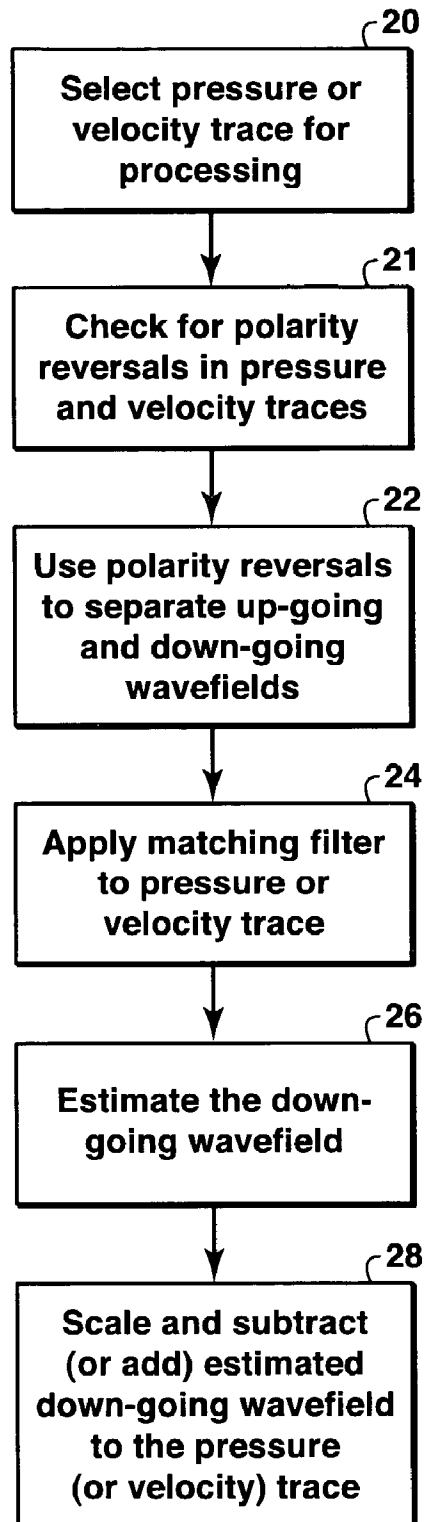 20
Select pressure or
velocity trace for
processing
21
Check for polarity
reversals in pressure
and velocity traces
22
Use polarity reversals
to separate up-going
and down-going
wavefields
24
Apply matching filter
to pressure or
velocity trace
26
Estimate the down-
going wavefield
28
Scale and subtract
(or add) estimated
down-going wavefield
to the pressure
(or velocity) trace